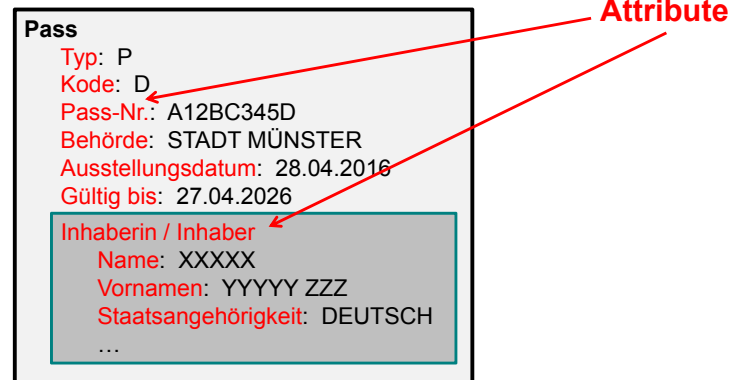 Attribute
Pass
Typ: P
Kode: D
Pass-Nr.: A12BC345D
Behörde: STADT MÜNSTER
Ausstellungsdatum: 28.04.2016
Gültig bis: 27.04.2026
Inhaberin / Inhaber
Name: XXXXX
Vornamen: YYYYY ZZZ
Staatsangehörigkeit: DEUTSCH
…